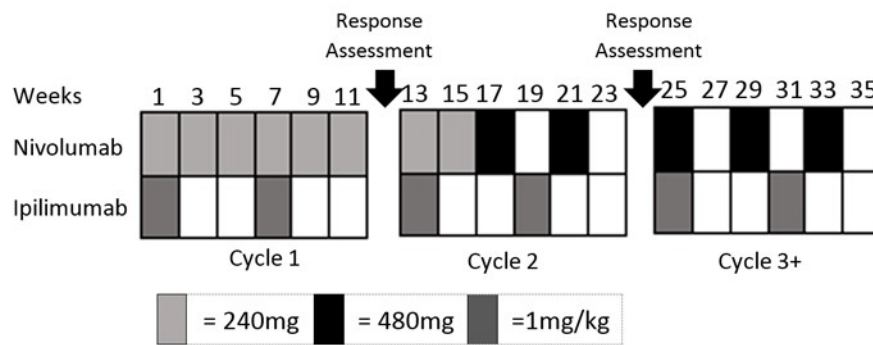 Response Assessment
Response Assessment
Weeks 1 3 5 7 9 11 13 15 17 19 21 23 25 27 29 31 33 35
Nivolumab
Ipilimumab
Cycle 1 Cycle 2 Cycle 3+
= 240mg = 480mg =1mg/kg